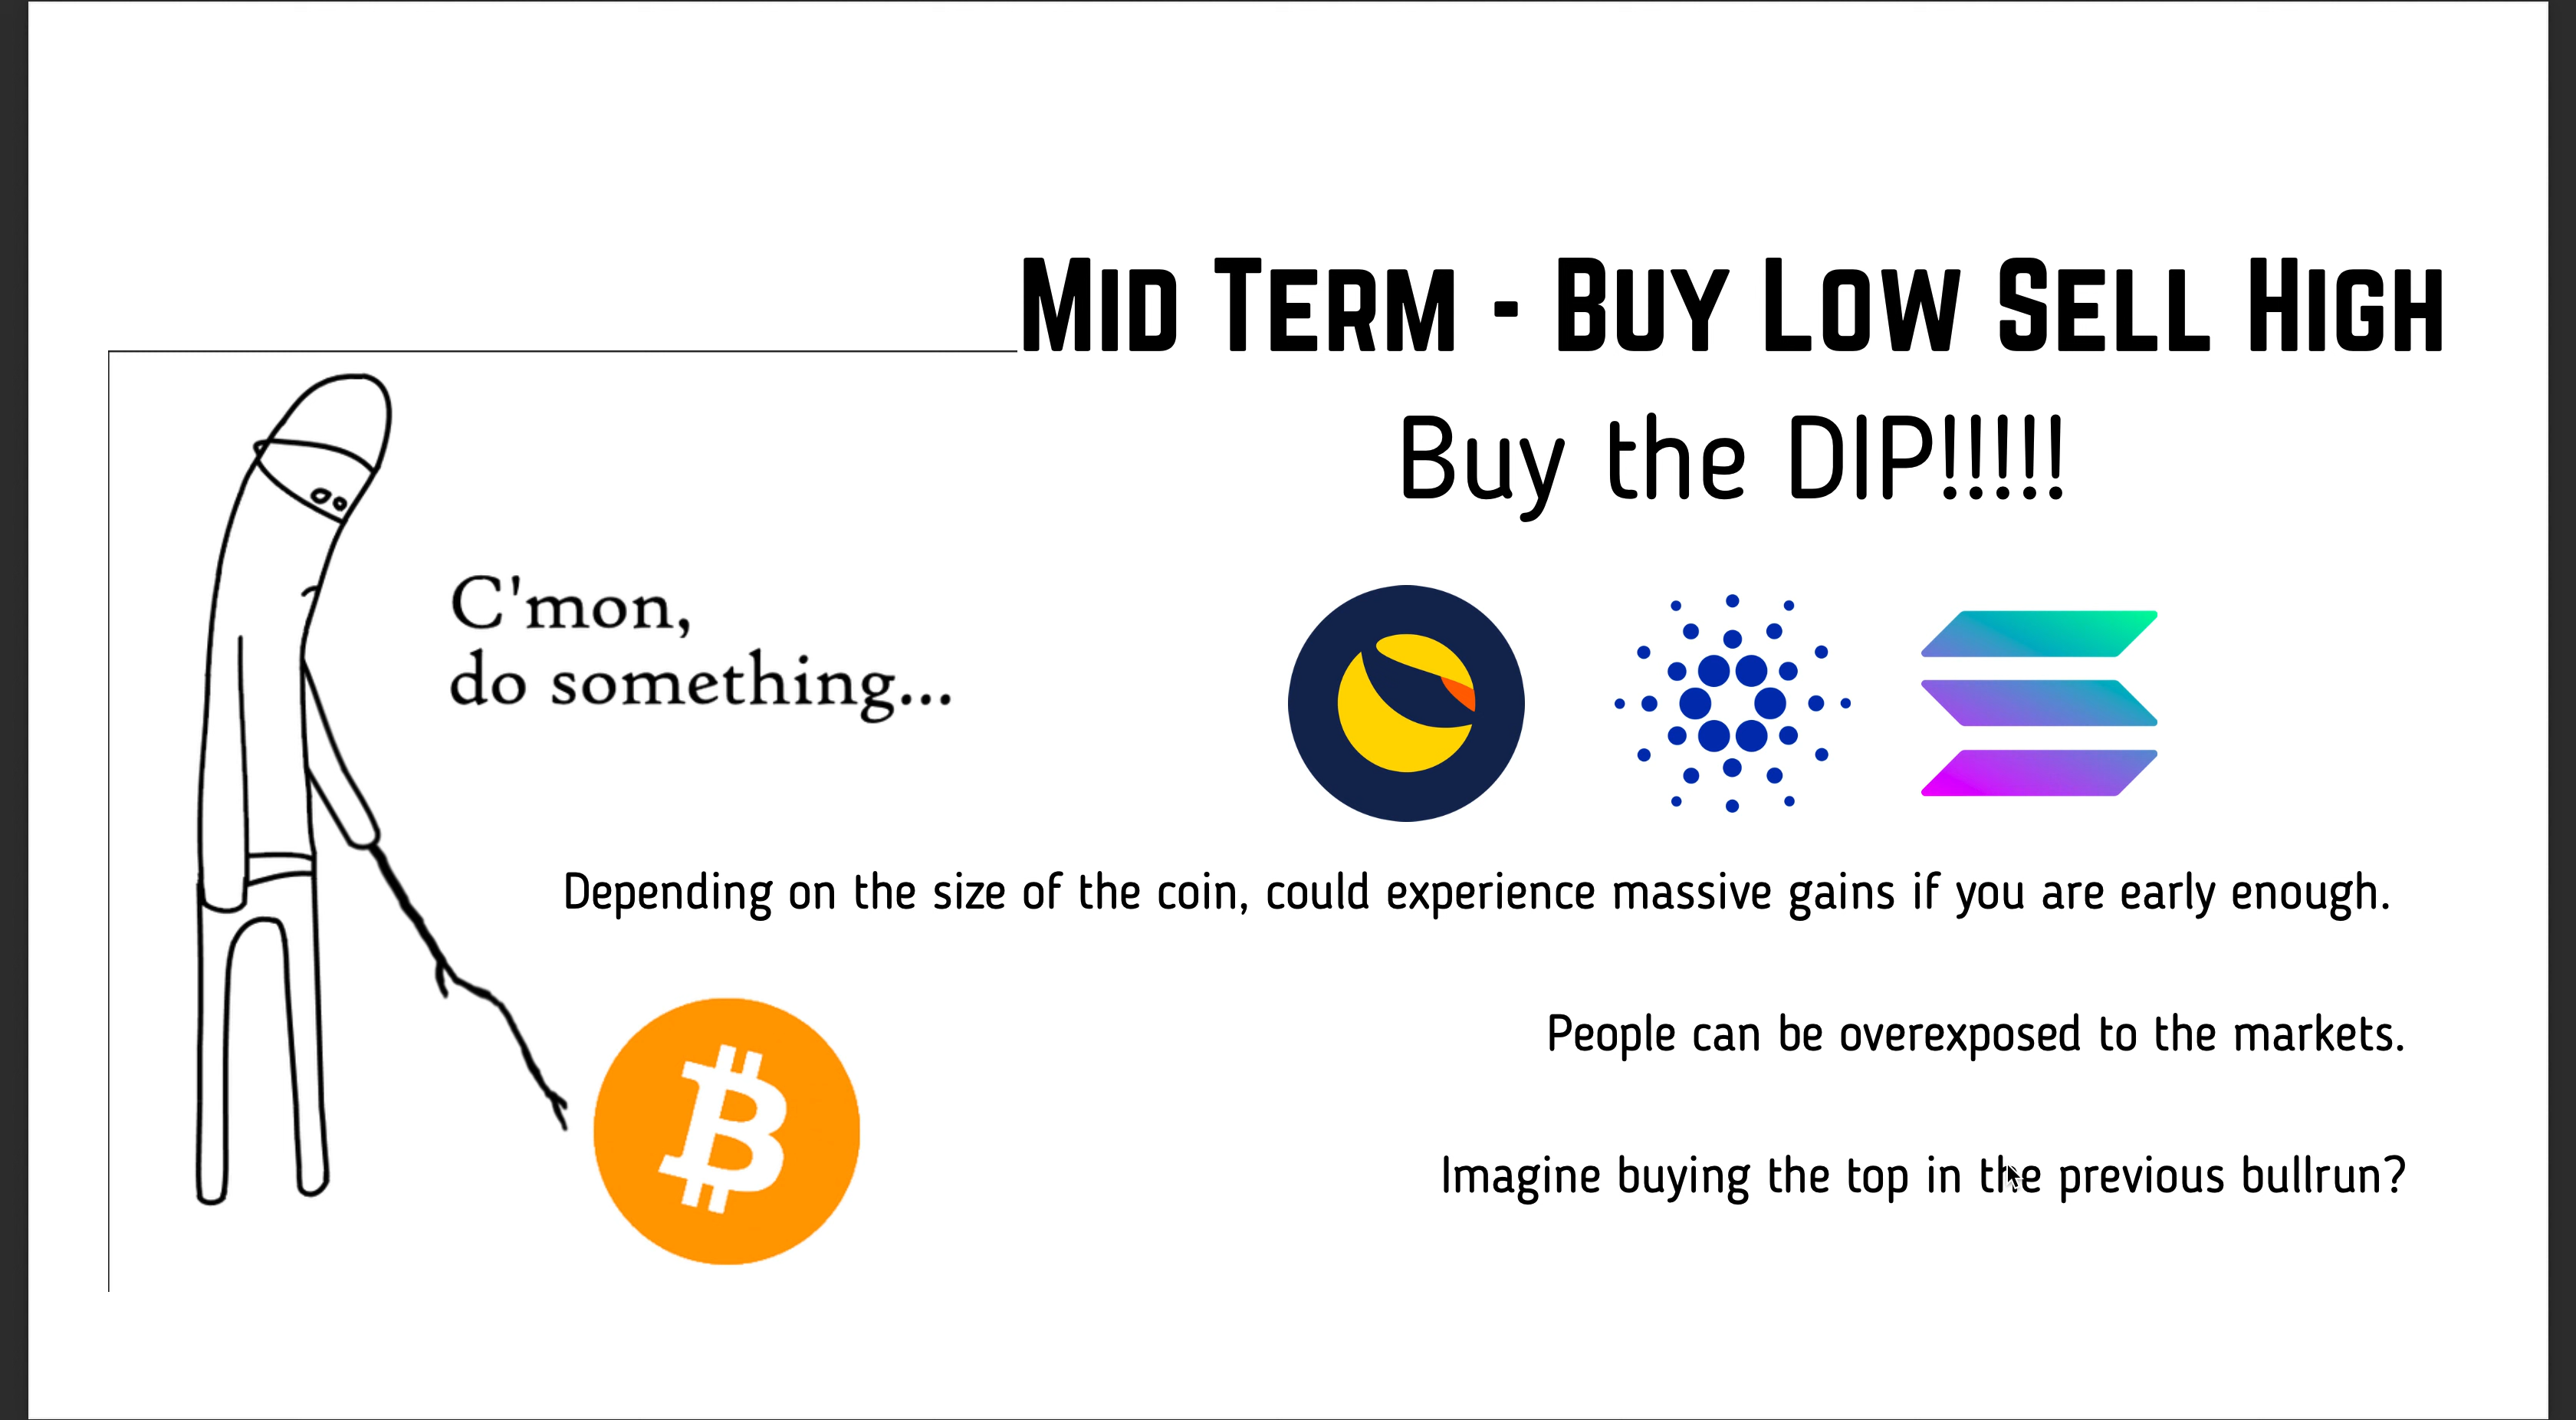 Mid Term - Buy Low Sell High
Buy the DIP!!!!!
C'mon,
do something...
Depending on the size of the coin, could experience massive gains if you are early enough.
People can be overexposed to the markets.
Imagine buying the top in the previous bullrun?